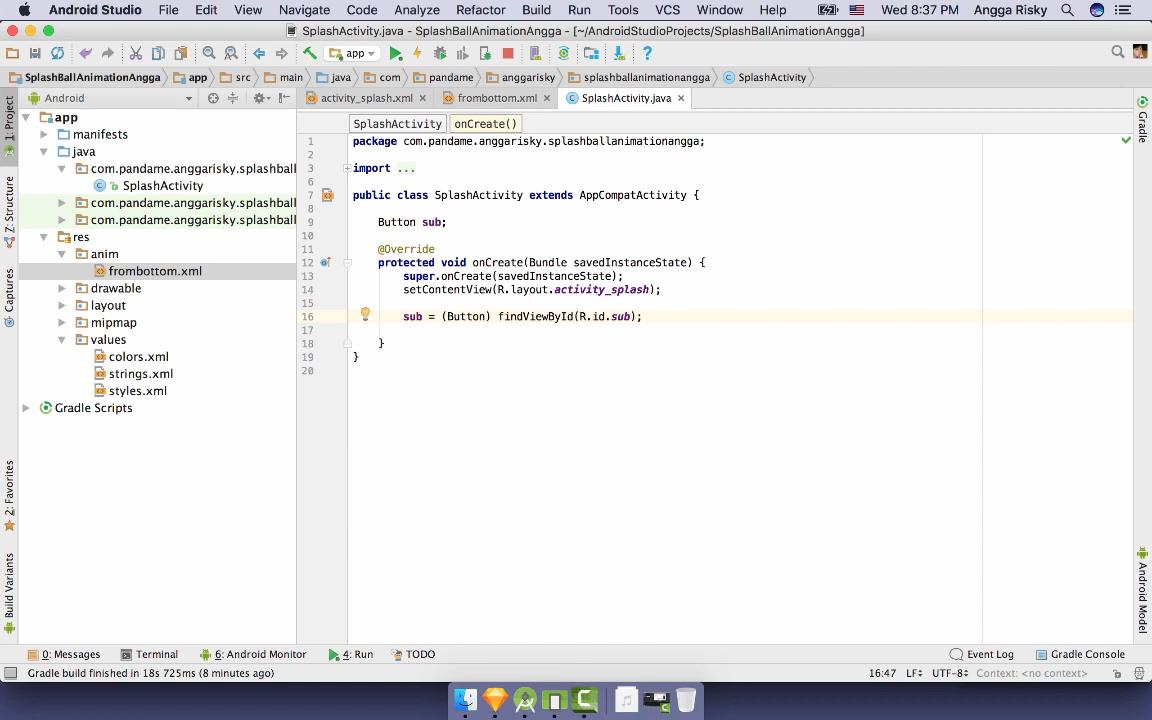 Android Studio File Edit View Navigate Code Analyze Refactor Build Run Tools VCS Window Help Wed 8:37 PM Angga Risky
SplashActivity.java - SplashBallAnimationAngga - [~/AndroidStudioProjects/SplashBallAnimationAngga]
app
SplashBallAnimationAngga app src main java com pandame anggarisky splashballanimationangga SplashActivity
Android
activity_splash.xml frombottom.xml SplashActivity.java
SplashActivity onCreate()
1: Project
Z: Structure
Captures
2: Favorites
Build Variants
app
manifests
java
com.pandame.anggarisky.splashball
SplashActivity
com.pandame.anggarisky.splashball
com.pandame.anggarisky.splashball
res
anim
frombottom.xml
drawable
layout
mipmap
values
colors.xml
strings.xml
styles.xml
Gradle Scripts
1 package com.pandame.anggarisky.splashballanimationangga;
2
3 import ...
6
7 public class SplashActivity extends AppCompatActivity {
8
9 Button sub;
10
11 @Override
12 protected void onCreate(Bundle savedInstanceState) {
13 super.onCreate(savedInstanceState);
14 setContentView(R.layout.activity_splash);
15
16 sub = (Button) findViewById(R.id.sub);
17
18 }
19 }
20
Gradle
Android Model
0: Messages Terminal 6: Android Monitor 4: Run TODO Event Log Gradle Console
Gradle build finished in 18s 725ms (8 minutes ago) 16:47 LF÷ UTF-8÷ Context: <no context>